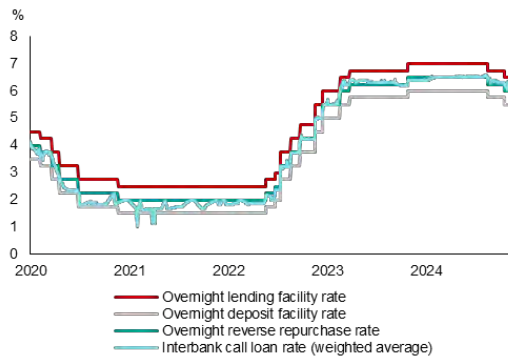 %
8
7
6
5
4
3
2
1
0
2020 2021 2022 2023 2024
Overnight lending facility rate
Overnight deposit facility rate
Overnight reverse repurchase rate
Interbank call loan rate (weighted average)